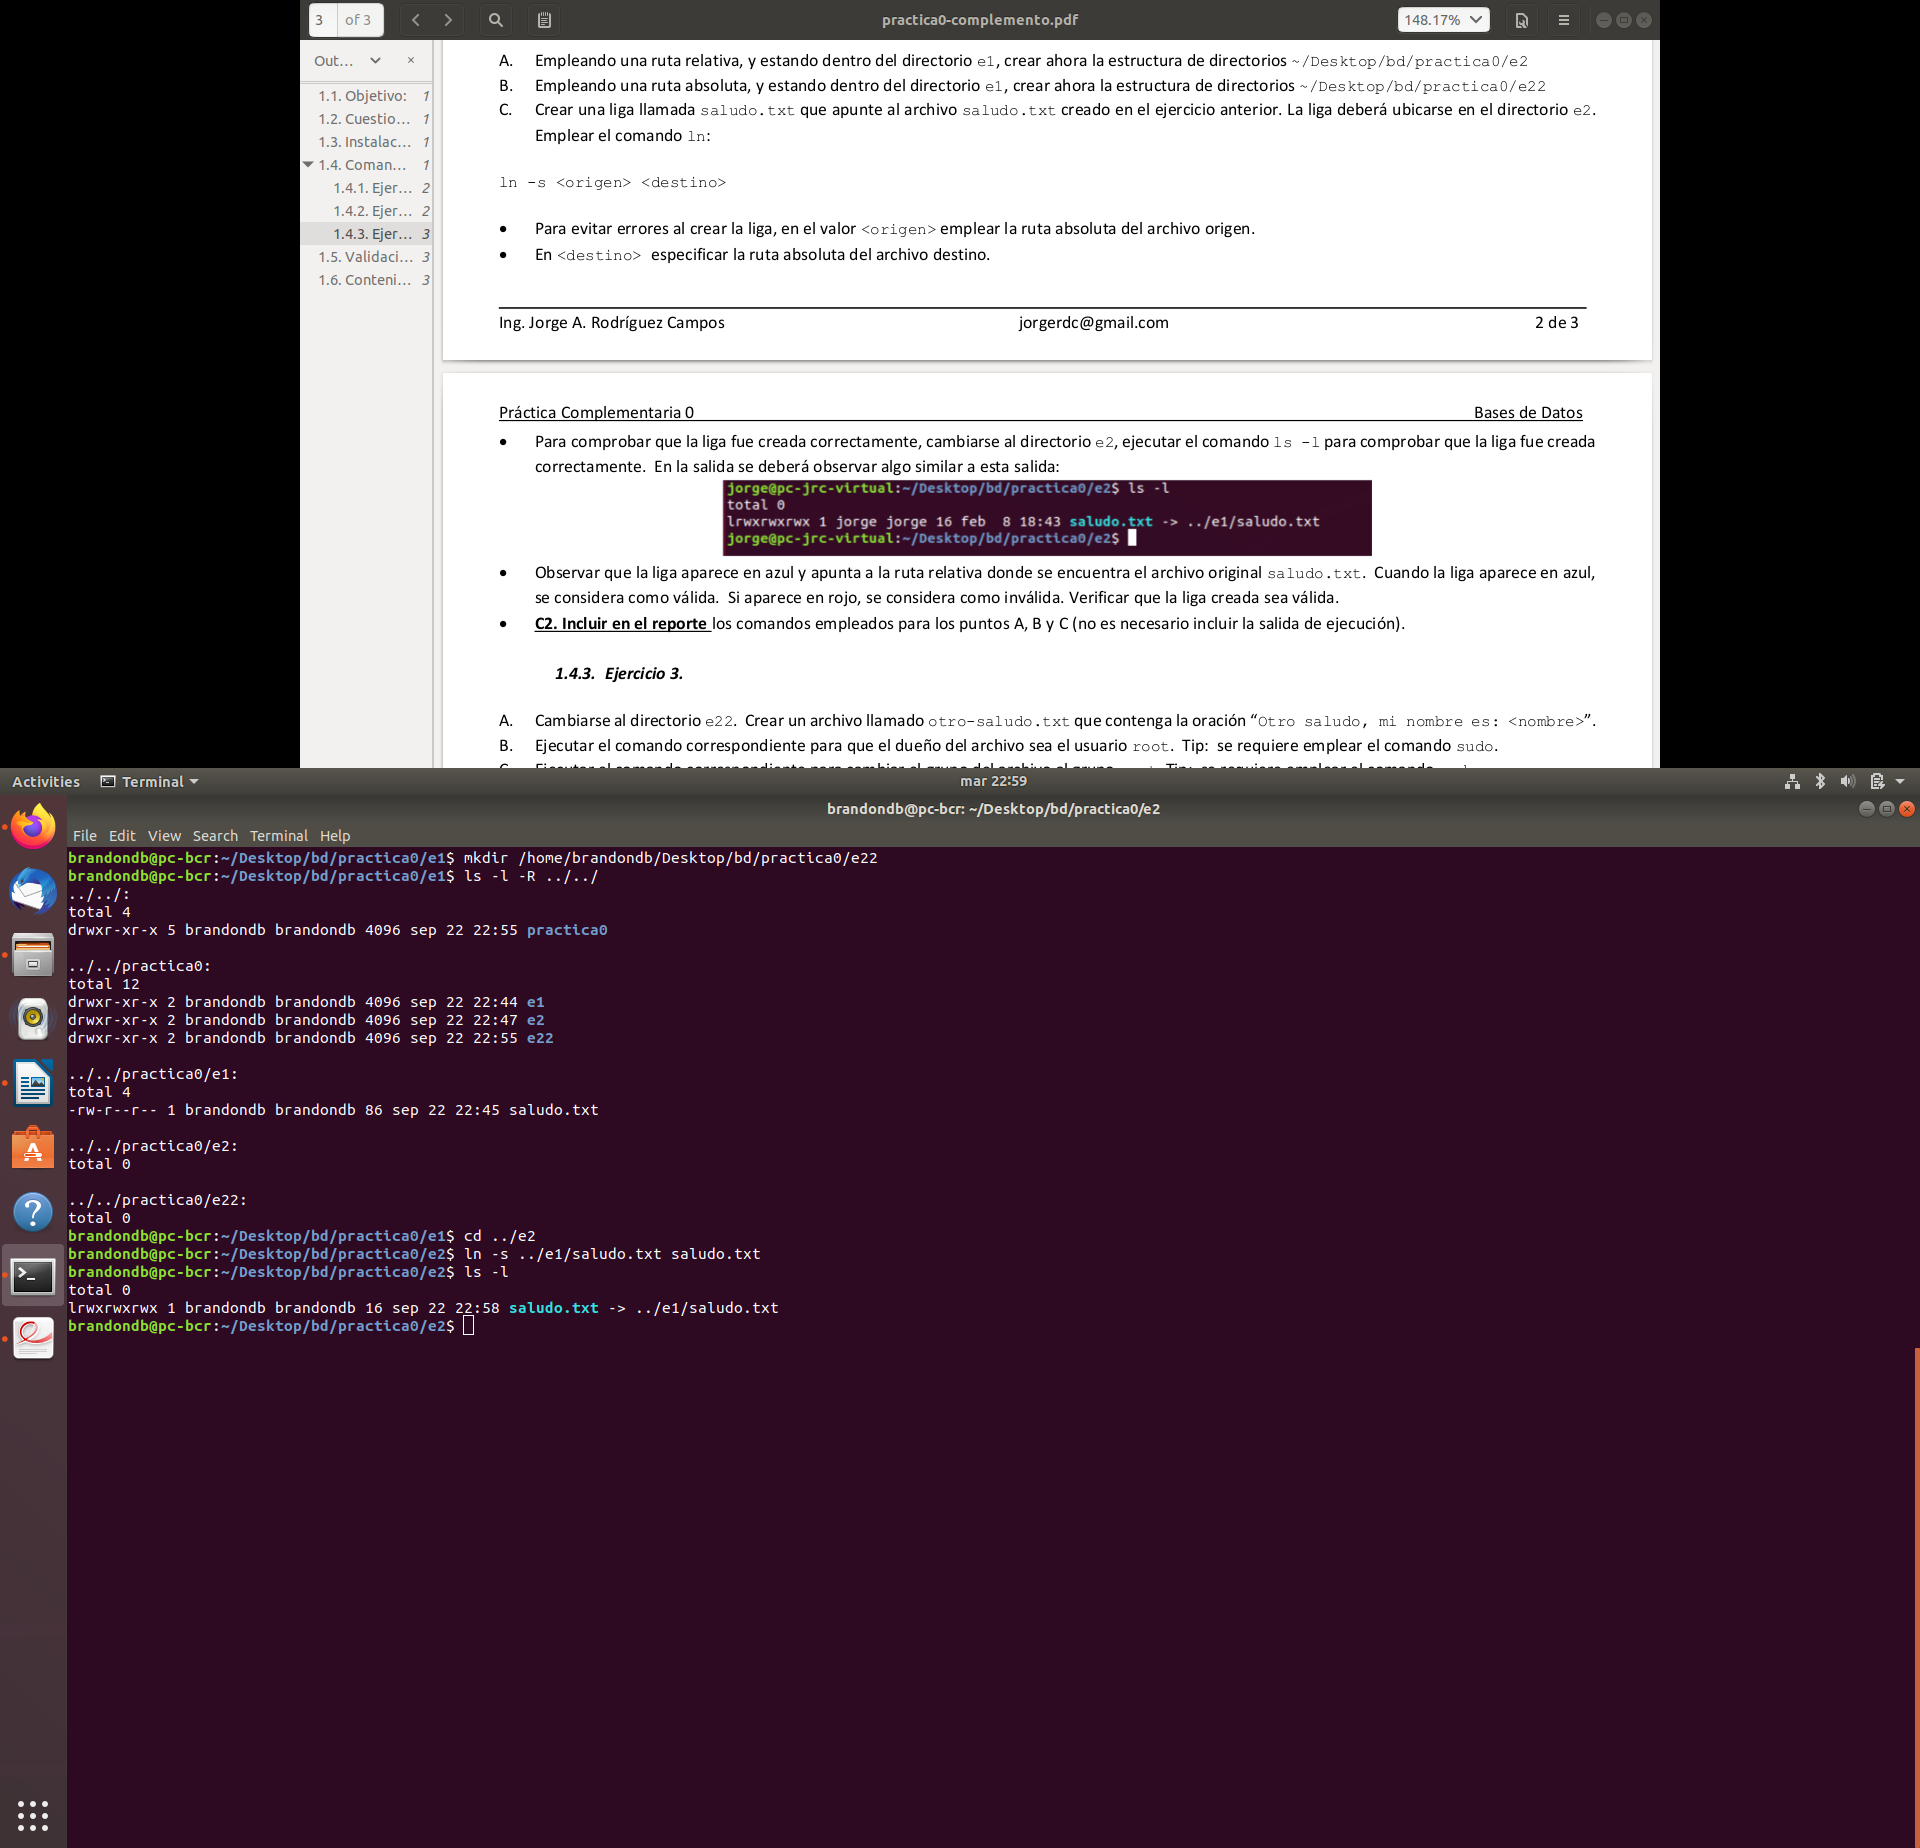 3 of 3
practica0-complemento.pdf
148.17%
Out...
1.1. Objetivo: 1
1.2. Cuestio... 1
1.3. Instalac... 1
1.4. Coman... 1
1.4.1. Ejer... 2
1.4.2. Ejer... 2
1.4.3. Ejer... 3
1.5. Validaci... 3
1.6. Conteni... 3
A. Empleando una ruta relativa, y estando dentro del directorio e1, crear ahora la estructura de directorios ~/Desktop/bd/practica0/e2
B. Empleando una ruta absoluta, y estando dentro del directorio e1, crear ahora la estructura de directorios ~/Desktop/bd/practica0/e22
C. Crear una liga llamada saludo.txt que apunte al archivo saludo.txt creado en el ejercicio anterior. La liga deberá ubicarse en el directorio e2.
Emplear el comando ln:
ln -s <origen> <destino>
• Para evitar errores al crear la liga, en el valor <origen> emplear la ruta absoluta del archivo origen.
• En <destino> especificar la ruta absoluta del archivo destino.
Ing. Jorge A. Rodríguez Campos jorgerdc@gmail.com 2 de 3
Práctica Complementaria 0 Bases de Datos
• Para comprobar que la liga fue creada correctamente, cambiarse al directorio e2, ejecutar el comando ls -l para comprobar que la liga fue creada
correctamente. En la salida se deberá observar algo similar a esta salida:
jorge@pc-jrc-virtual:~/Desktop/bd/practica0/e2$ ls -l
total 0
lrwxrwxrwx 1 jorge jorge 16 feb  8 18:43 saludo.txt -> ../e1/saludo.txt
jorge@pc-jrc-virtual:~/Desktop/bd/practica0/e2$
• Observar que la liga aparece en azul y apunta a la ruta relativa donde se encuentra el archivo original saludo.txt. Cuando la liga aparece en azul,
se considera como válida. Si aparece en rojo, se considera como inválida. Verificar que la liga creada sea válida.
• C2. Incluir en el reporte los comandos empleados para los puntos A, B y C (no es necesario incluir la salida de ejecución).
1.4.3. Ejercicio 3.
A. Cambiarse al directorio e22. Crear un archivo llamado otro-saludo.txt que contenga la oración “Otro saludo, mi nombre es: <nombre>”.
B. Ejecutar el comando correspondiente para que el dueño del archivo sea el usuario root. Tip: se requiere emplear el comando sudo.
Activities Terminal mar 22:59
brandondb@pc-bcr: ~/Desktop/bd/practica0/e2
File Edit View Search Terminal Help
brandondb@pc-bcr:~/Desktop/bd/practica0/e1$ mkdir /home/brandondb/Desktop/bd/practica0/e22
brandondb@pc-bcr:~/Desktop/bd/practica0/e1$ ls -l -R ../../
../../:
total 4
drwxr-xr-x 5 brandondb brandondb 4096 sep 22 22:55 practica0
../../practica0:
total 12
drwxr-xr-x 2 brandondb brandondb 4096 sep 22 22:44 e1
drwxr-xr-x 2 brandondb brandondb 4096 sep 22 22:47 e2
drwxr-xr-x 2 brandondb brandondb 4096 sep 22 22:55 e22
../../practica0/e1:
total 4
-rw-r--r-- 1 brandondb brandondb 86 sep 22 22:45 saludo.txt
../../practica0/e2:
total 0
../../practica0/e22:
total 0
brandondb@pc-bcr:~/Desktop/bd/practica0/e1$ cd ../e2
brandondb@pc-bcr:~/Desktop/bd/practica0/e2$ ln -s ../e1/saludo.txt saludo.txt
brandondb@pc-bcr:~/Desktop/bd/practica0/e2$ ls -l
total 0
lrwxrwxrwx 1 brandondb brandondb 16 sep 22 22:58 saludo.txt -> ../e1/saludo.txt
brandondb@pc-bcr:~/Desktop/bd/practica0/e2$